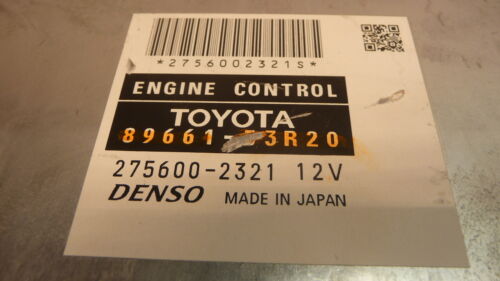 *2756002321S*
ENGINE CONTROL
TOYOTA
275600-2321 12V
DENSO MADE IN JAPAN